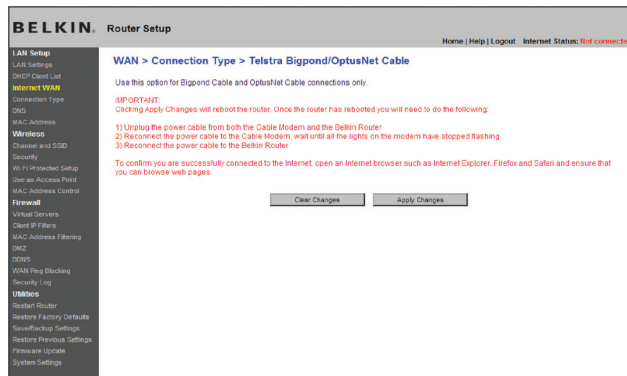 BELKIN. Router Setup
Home | Help | Logout Internet Status: Not connecte
LAN Setup
LAN Settings
DHCP Client List
Internet WAN
Connection Type
DNS
MAC Address
Wireless
Channel and SSID
Security
Wi-Fi Protected Setup
Use as Access Point
MAC Address Control
Firewall
Virtual Servers
Client IP Filters
MAC Address Filtering
DMZ
DDNS
WAN Ping Blocking
Security Log
Utilities
Restart Router
Restore Factory Defaults
Save/Backup Settings
Restore Previous Settings
Firmware Update
System Settings
WAN > Connection Type > Telstra Bigpond/OptusNet Cable
Use this option for Bigpond Cable and OptusNet Cable connections only.
IMPORTANT:
Clicking Apply Changes will reboot the router. Once the router has rebooted you will need to do the following:
1) Unplug the power cable from both the Cable Modem and the Belkin Router
2) Reconnect the power cable to the Cable Modem, wait until all the lights on the modem have stopped flashing
3) Reconnect the power cable to the Belkin Router
To confirm you are successfully connected to the Internet, open an Internet browser such as Internet Explorer, Firefox and Safari and ensure that
you can browse web pages.
Clear Changes Apply Changes